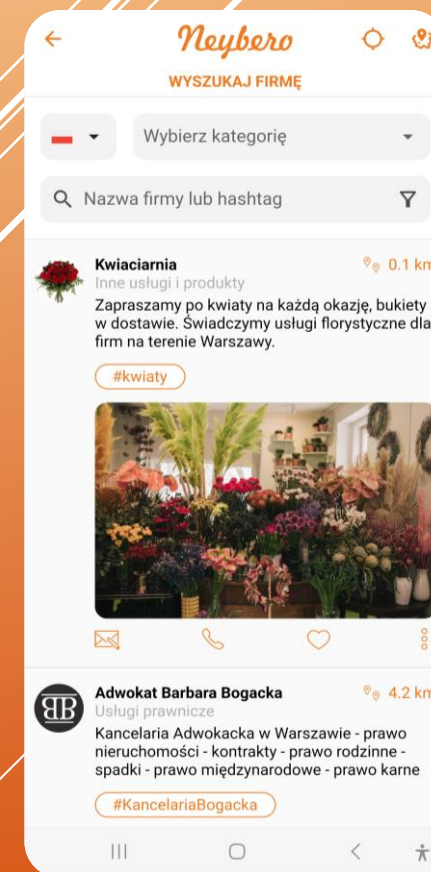 Neybero
WYSZUKAJ FIRMĘ
Wybierz kategorię
Nazwa firmy lub hashtag
Kwiaciarnia
0.1 km
Inne usługi i produkty
Zapraszamy po kwiaty na każdą okazję, bukiety
w dostawie. Świadczymy usługi florystyczne dla
firm na terenie Warszawy.
#kwiaty
BB
Adwokat Barbara Bogacka
4.2 km
Usługi prawnicze
Kancelaria Adwokacka w Warszawie - prawo
nieruchomości - kontrakty - prawo rodzinne -
spadki - prawo międzynarodowe - prawo karne
#KancelariaBogacka